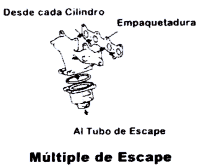 Desde cada Cilindro
Empaquetadura
Al Tubo de Escape
Múltiple de Escape